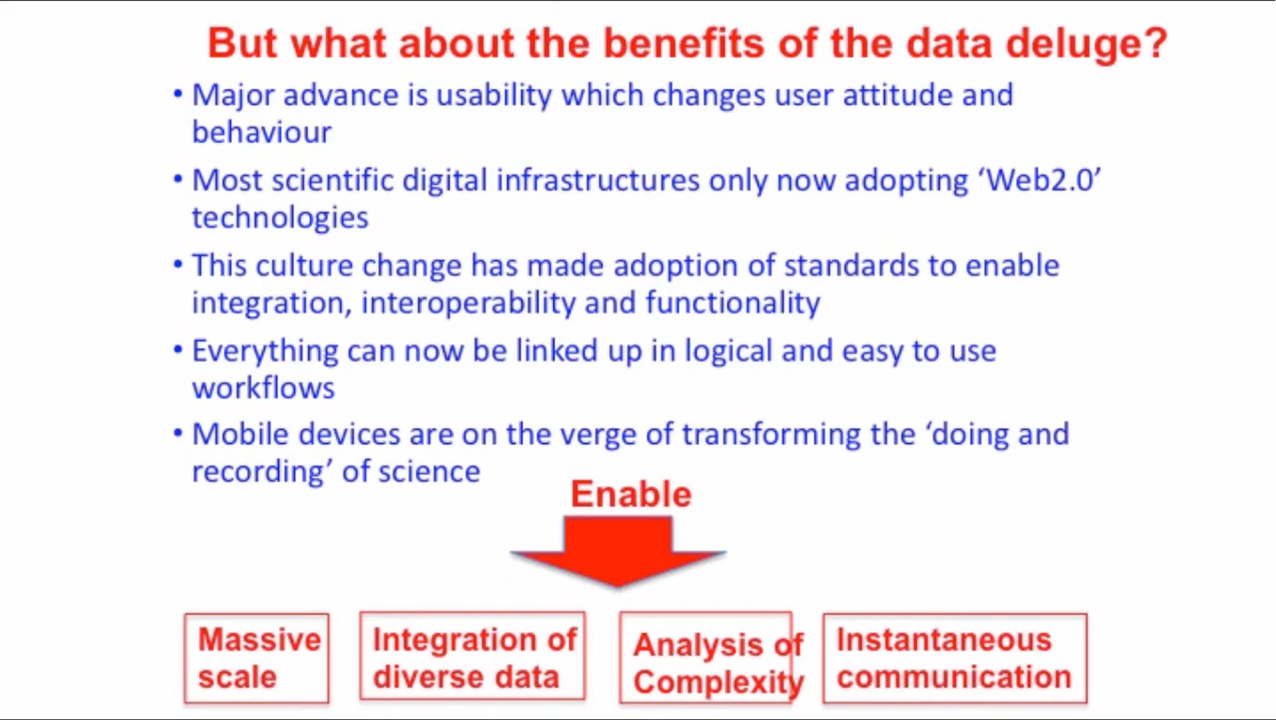 But what about the benefits of the data deluge?
• Major advance is usability which changes user attitude and
behaviour
• Most scientific digital infrastructures only now adopting ‘Web2.0’
technologies
• This culture change has made adoption of standards to enable
integration, interoperability and functionality
• Everything can now be linked up in logical and easy to use
workflows
• Mobile devices are on the verge of transforming the ‘doing and
recording’ of science
Enable
Massive
scale
Integration of
diverse data
Analysis of
Complexity
Instantaneous
communication